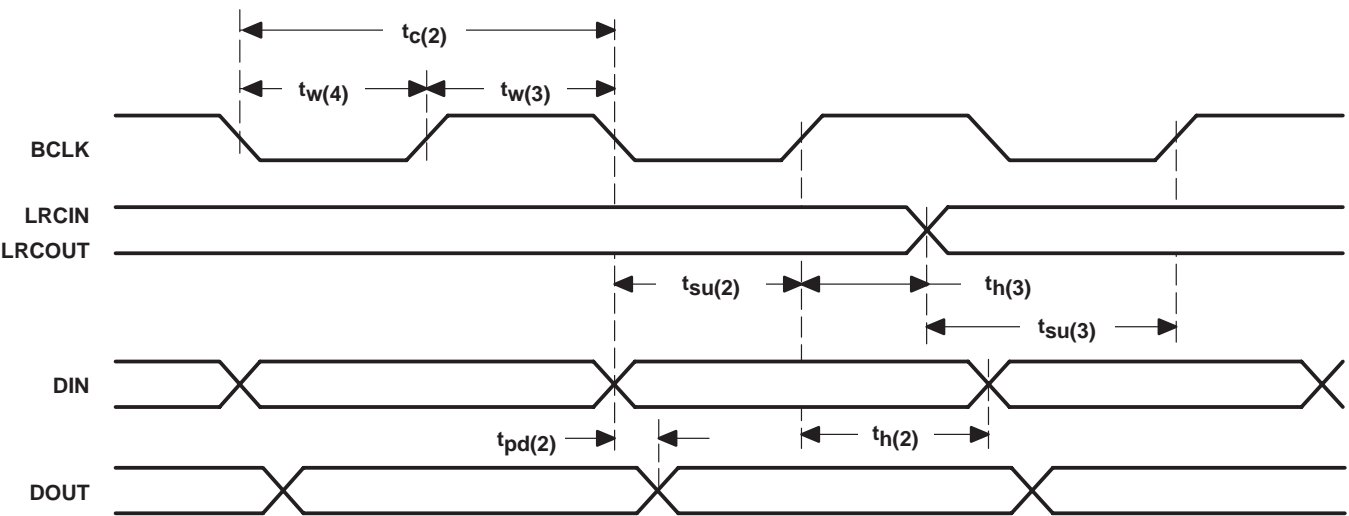 tc(2)
tw(4)
tw(3)
BCLK
LRCIN
LRCOUT
tsu(2)
th(3)
tsu(3)
DIN
tpd(2)
th(2)
DOUT